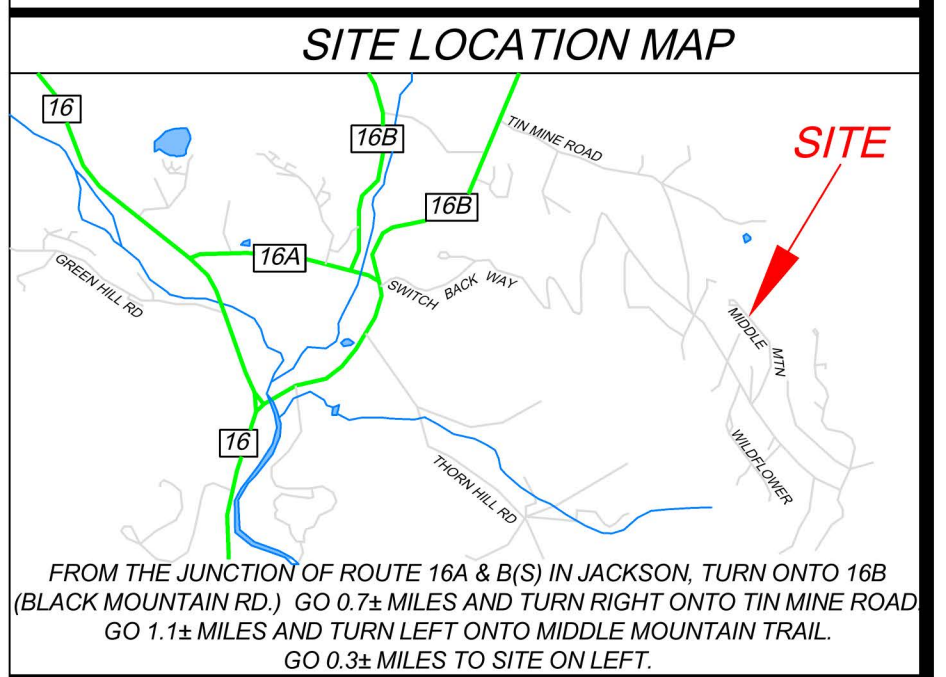 SITE LOCATION MAP
16
16B
TIN MINE ROAD
SITE
16B
16A
GREEN HILL RD
SWITCH BACK WAY
MIDDLE
MTN
16
WILDFLOWER
THORN HILL RD
FROM THE JUNCTION OF ROUTE 16A & B(S) IN JACKSON, TURN ONTO 16B
(BLACK MOUNTAIN RD.) GO 0.7± MILES AND TURN RIGHT ONTO TIN MINE ROAD.
GO 1.1± MILES AND TURN LEFT ONTO MIDDLE MOUNTAIN TRAIL.
GO 0.3± MILES TO SITE ON LEFT.